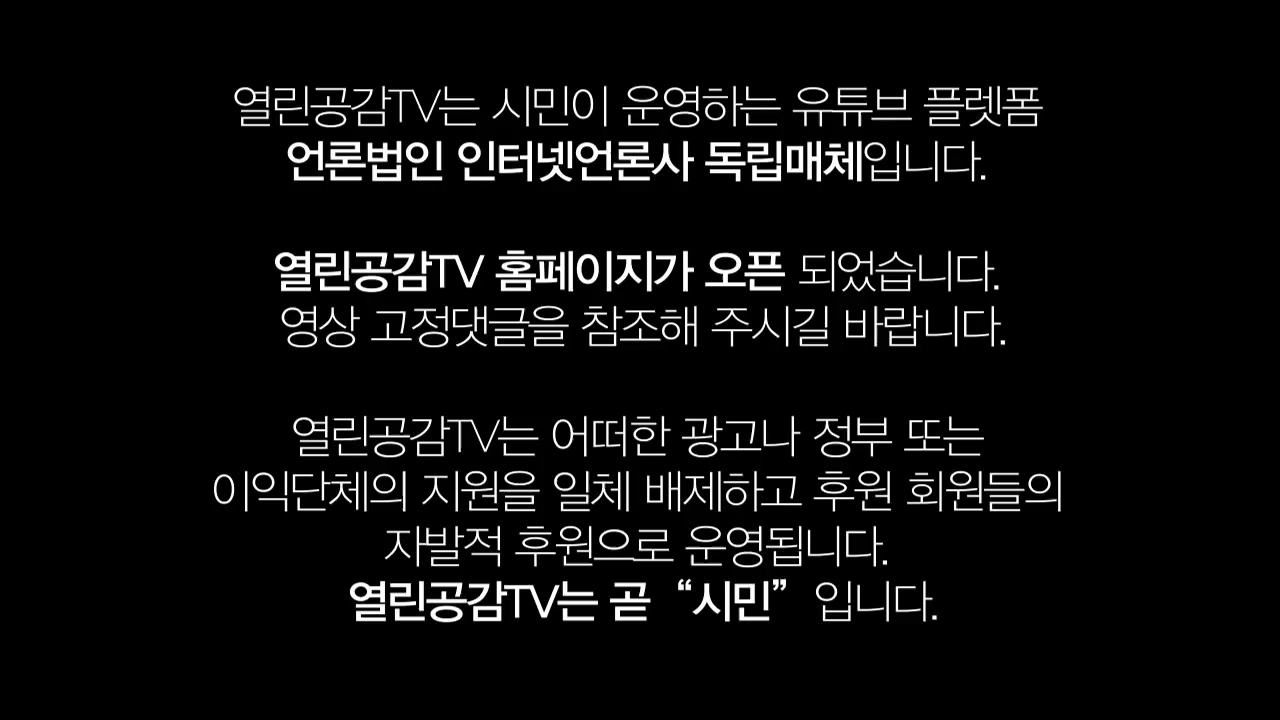 열린공감TV는 시민이 운영하는 유튜브 플렛폼
언론법인 인터넷언론사 독립매체입니다.
열린공감TV 홈페이지가 오픈 되었습니다.
영상 고정댓글을 참조해 주시길 바랍니다.
열린공감TV는 어떠한 광고나 정부 또는
이익단체의 지원을 일체 배제하고 후원 회원들의
자발적 후원으로 운영됩니다.
열린공감TV는 곧 “시민” 입니다.